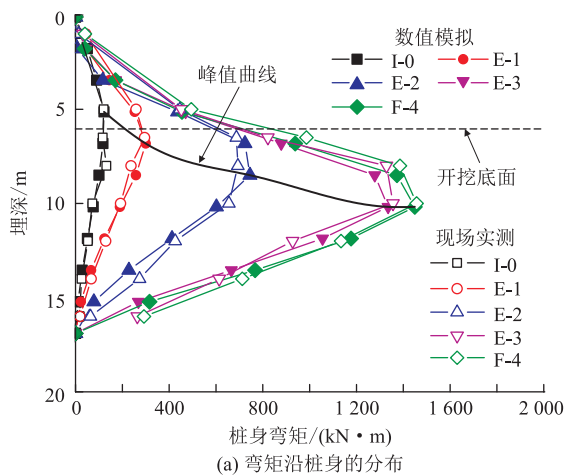 0
5
10
15
20
埋深/m
数值模拟
I-0
E-1
E-2
E-3
F-4
峰值曲线
开挖底面
现场实测
I-0
E-1
E-2
E-3
F-4
0
400
800
1 200
1 600
2 000
桩身弯矩/(kN·m)
(a) 弯矩沿桩身的分布